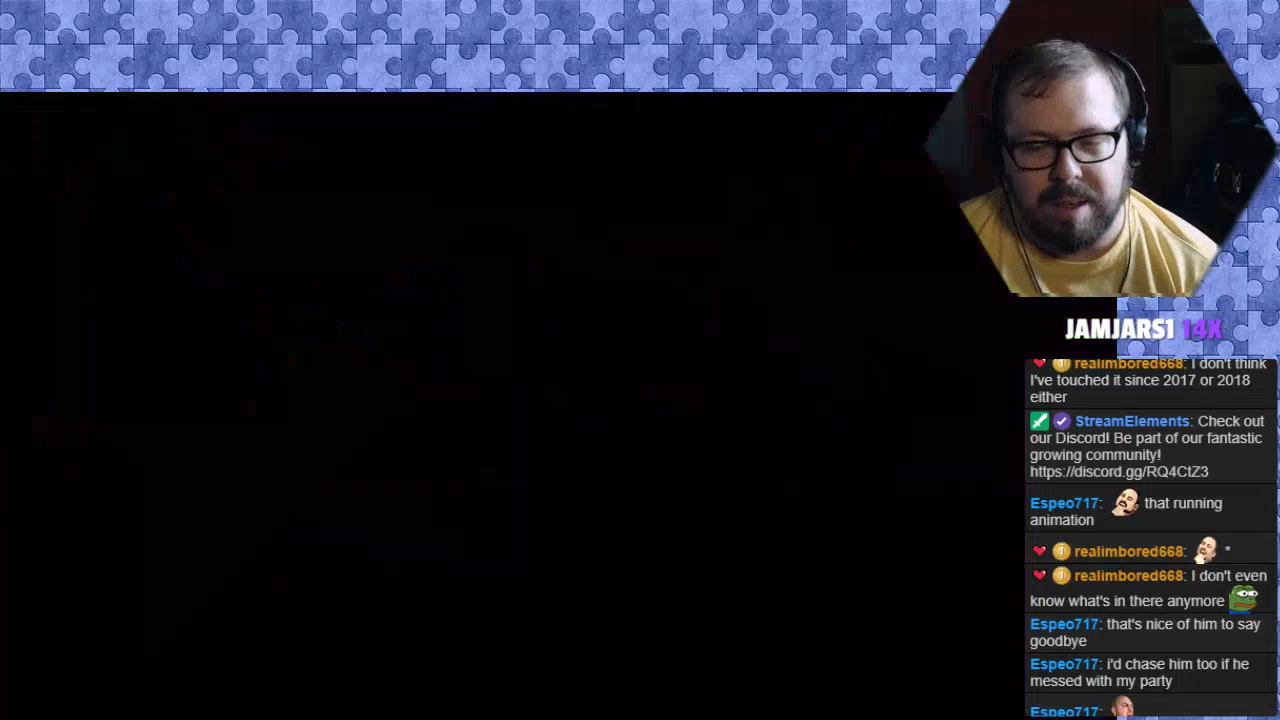 JAMJARS1 14X
realimbored668: I don't think
I've touched it since 2017 or 2018
either
StreamElements: Check out
our Discord! Be part of our fantastic
growing community!
https://discord.gg/RQ4CtZ3
Espeo717: that running
animation
realimbored668: *
realimbored668: I don't even
know what's in there anymore
Espeo717: that's nice of him to say
goodbye
Espeo717: i'd chase him too if he
messed with my party
Espeo717: